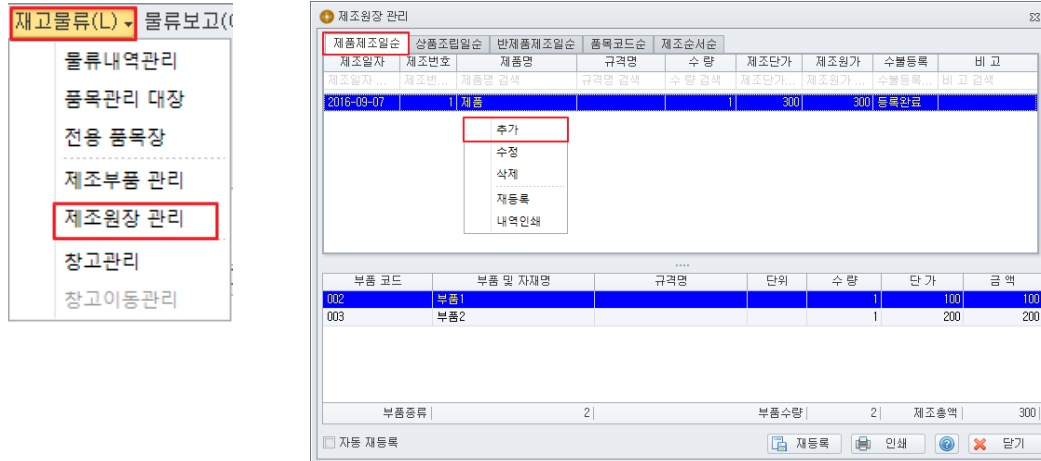 재고물류(L) 물류보고(
물류내역관리
품목관리 대장
전용 품목장
제조부품 관리
제조원장 관리
창고관리
창고이동관리
제조원장 관리
제품제조일순 상품조립일순 반제품제조일순 품목코드순 제조순서순
제조일자 제조번호 제품명 규격명 수 량 제조단가 제조원가 수불등록 비 고
제조일자 ... 제조번... 제품명 검색 규격명 검색 수 량 검색 제조단가... 제조원가 ... 수불등록... 비 고 검색
2016-09-07 1 제품 1 300 300 등록완료
추가
수정
삭제
재등록
내역인쇄
부품 코드 부품 및 자재명 규격명 단위 수 량 단 가 금 액
002 부품1 1 100 100
003 부품2 1 200 200
부품종류 2 부품수량 2 제조총액 300
자동 재등록 재등록 인쇄 닫기